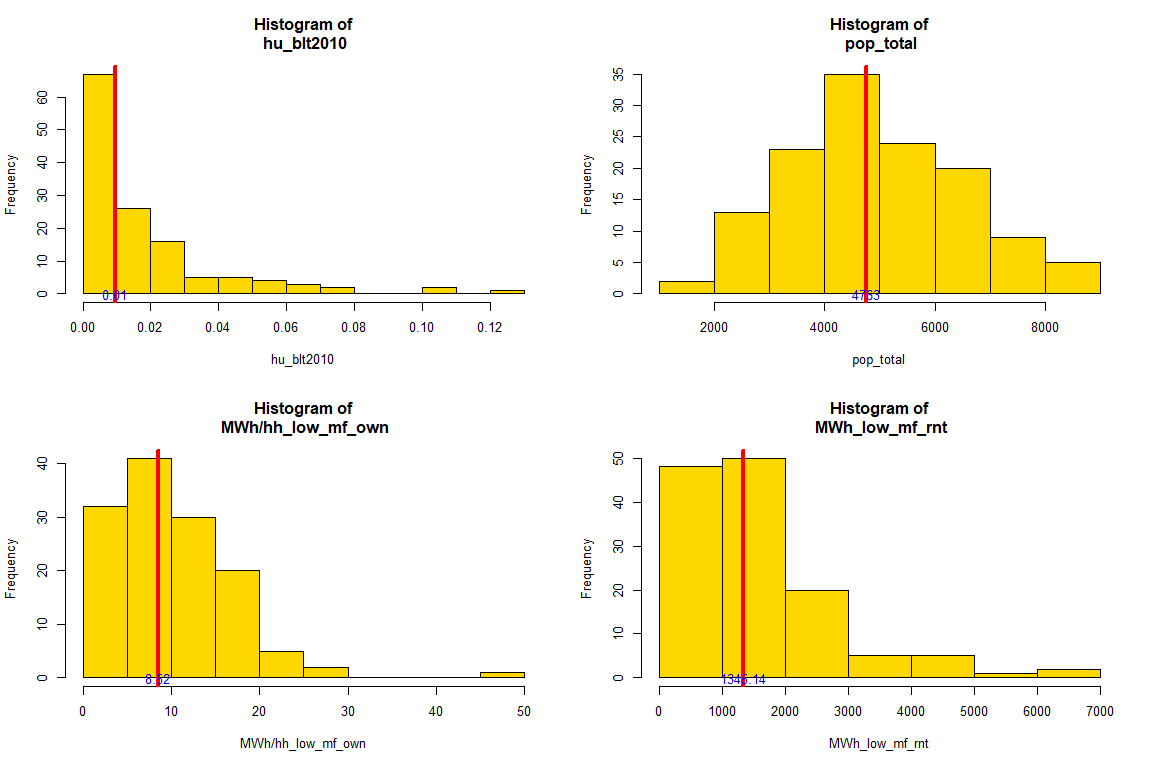 Histogram of
hu_blt2010
Frequency
0 10 20 30 40 50 60
0.01
0.00 0.02 0.04 0.06 0.08 0.10 0.12
hu_blt2010
Histogram of
pop_total
Frequency
0 5 10 15 20 25 30 35
4763
2000 4000 6000 8000
pop_total
Histogram of
MWh/hh_low_mf_own
Frequency
0 10 20 30 40
8.52
0 10 20 30 40 50
MWh/hh_low_mf_own
Histogram of
MWh_low_mf_rnt
Frequency
0 10 20 30 40 50
1345.14
0 1000 2000 3000 4000 5000 6000 7000
MWh_low_mf_rnt